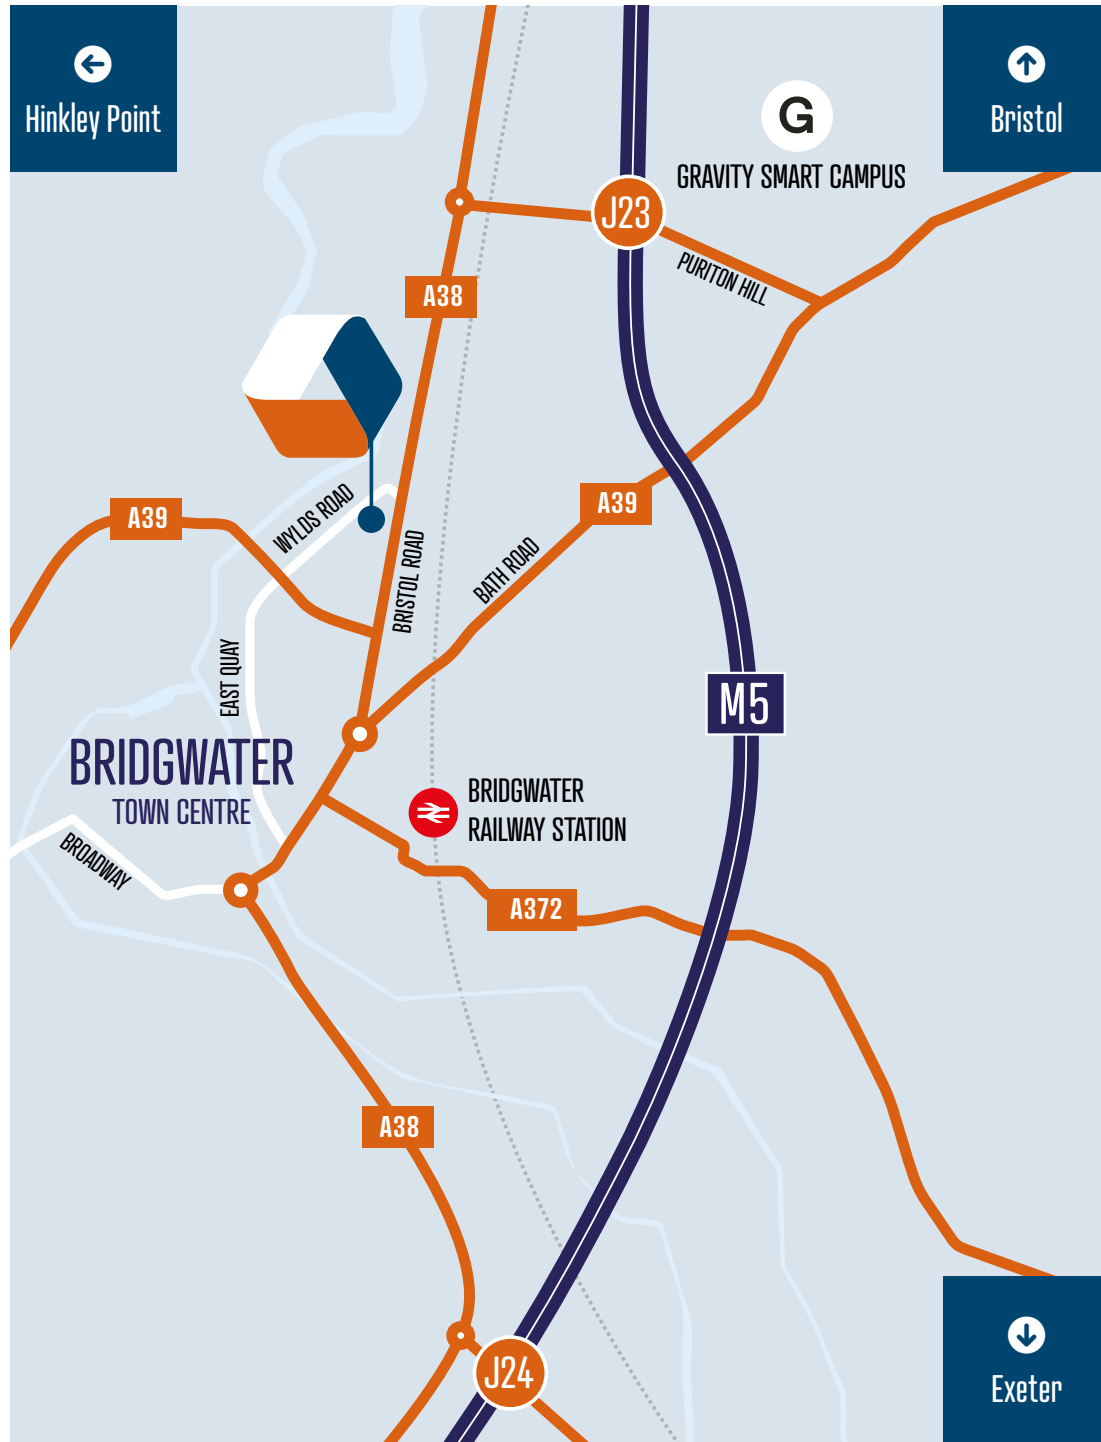 Hinkley Point
Bristol
G
GRAVITY SMART CAMPUS
J23
PURITON HILL
A38
A39
WYLDS ROAD
A39
BRISTOL ROAD
BATH ROAD
EAST QUAY
M5
BRIDGWATER
TOWN CENTRE
BRIDGWATER
RAILWAY STATION
BROADWAY
A372
A38
J24
Exeter